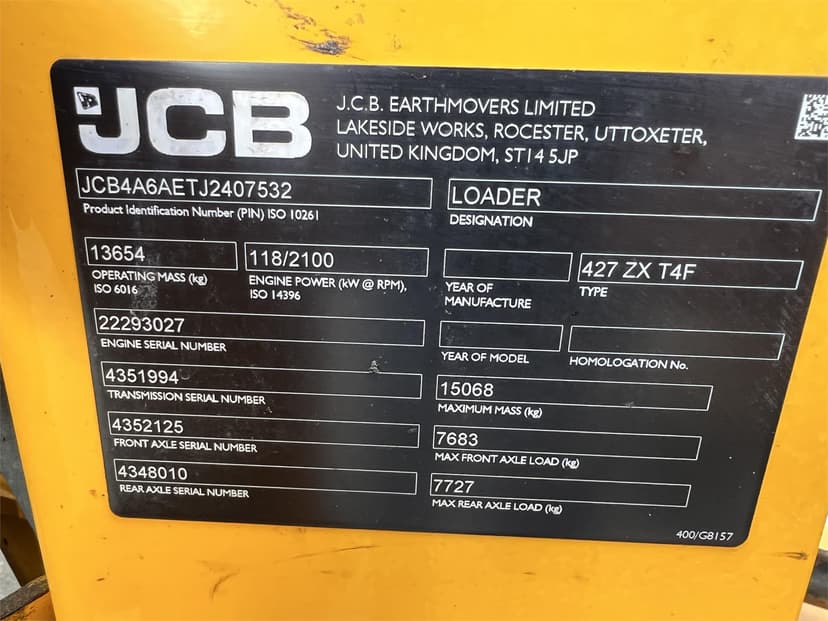 JCB
J.C.B. EARTHMOVERS LIMITED
LAKESIDE WORKS, ROCESTER, UTTOXETER,
UNITED KINGDOM, ST14 5JP
JCB4A6AETJ2407532
Product Identification Number (PIN) ISO 10261
LOADER
DESIGNATION
13654
OPERATING MASS (kg)
ISO 6016
118/2100
ENGINE POWER (kW @ RPM),
ISO 14396
YEAR OF
MANUFACTURE
427 ZX T4F
TYPE
22293027
ENGINE SERIAL NUMBER
YEAR OF MODEL
HOMOLOGATION No.
4351994
TRANSMISSION SERIAL NUMBER
15068
MAXIMUM MASS (kg)
4352125
FRONT AXLE SERIAL NUMBER
7683
MAX FRONT AXLE LOAD (kg)
4348010
REAR AXLE SERIAL NUMBER
7727
MAX REAR AXLE LOAD (kg)
400/G8157